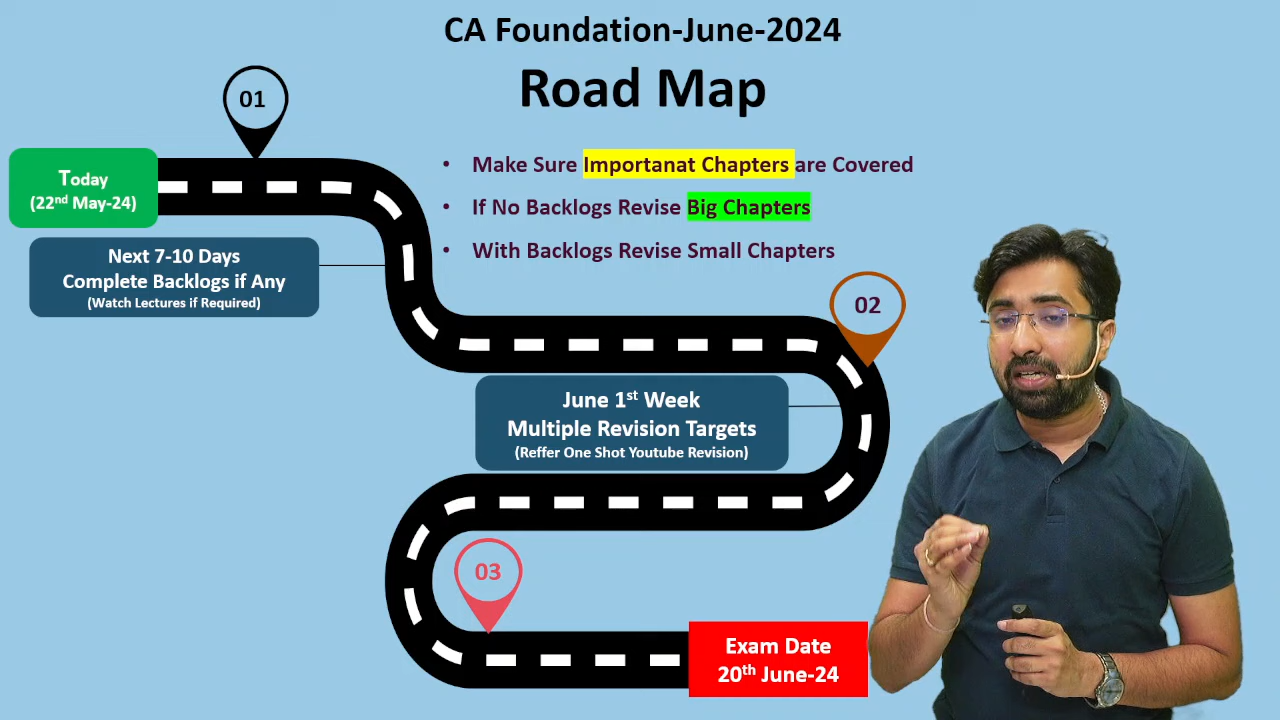 CA Foundation-June-2024
Road Map
01
Today
(22nd May-24)
• Make Sure Importanat Chapters are Covered
• If No Backlogs Revise Big Chapters
• With Backlogs Revise Small Chapters
Next 7-10 Days
Complete Backlogs if Any
(Watch Lectures if Required)
02
June 1st Week
Multiple Revision Targets
(Reffer One Shot Youtube Revision)
03
Exam Date
20th June-24